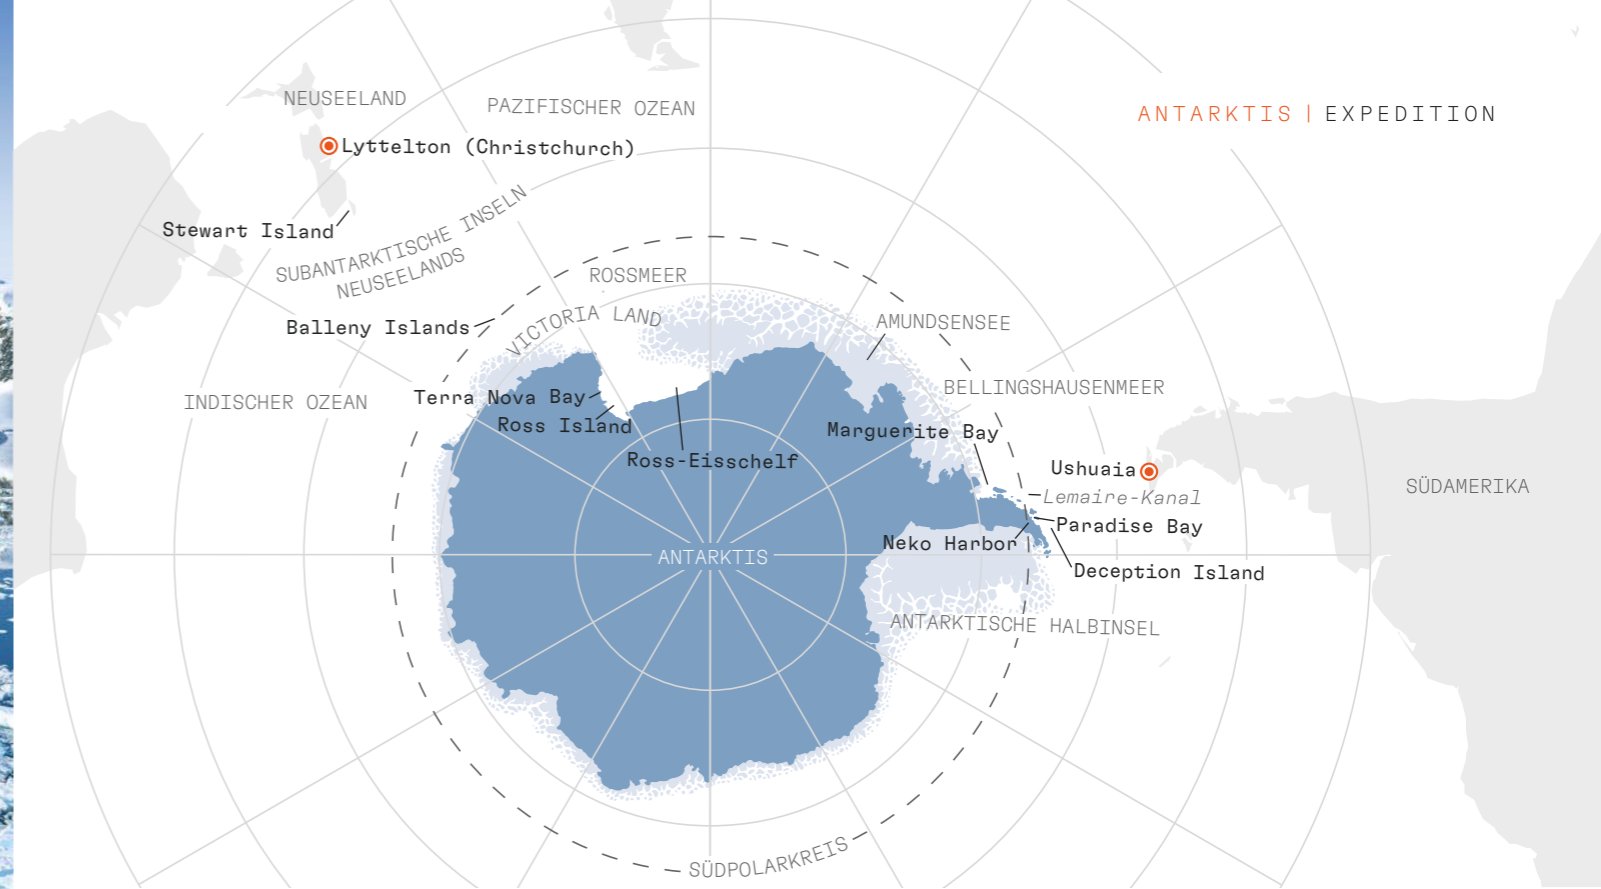 NEUSEELAND
PAZIFISCHER OZEAN
ANTARKTIS | EXPEDITION
Lyttelton (Christchurch)
Stewart Island
SUBANTARKTISCHE INSELN
NEUSEELANDS
ROSSMEER
Balleny Islands
VICTORIA LAND
AMUNDSENSEE
BELLINGSHAUSENMEER
INDISCHER OZEAN
Terra Nova Bay
Ross Island
Marguerite Bay
Ross-Eisschelf
Ushuaia
SÜDAMERIKA
Lemaire-Kanal
Paradise Bay
Neko Harbor
ANTARKTIS
Deception Island
ANTARKTISCHE HALBINSEL
SÜDPOLARKREIS